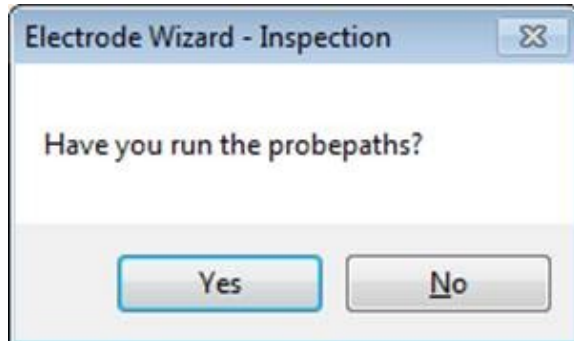 Electrode Wizard - Inspection
Have you run the probepaths?
Yes
No